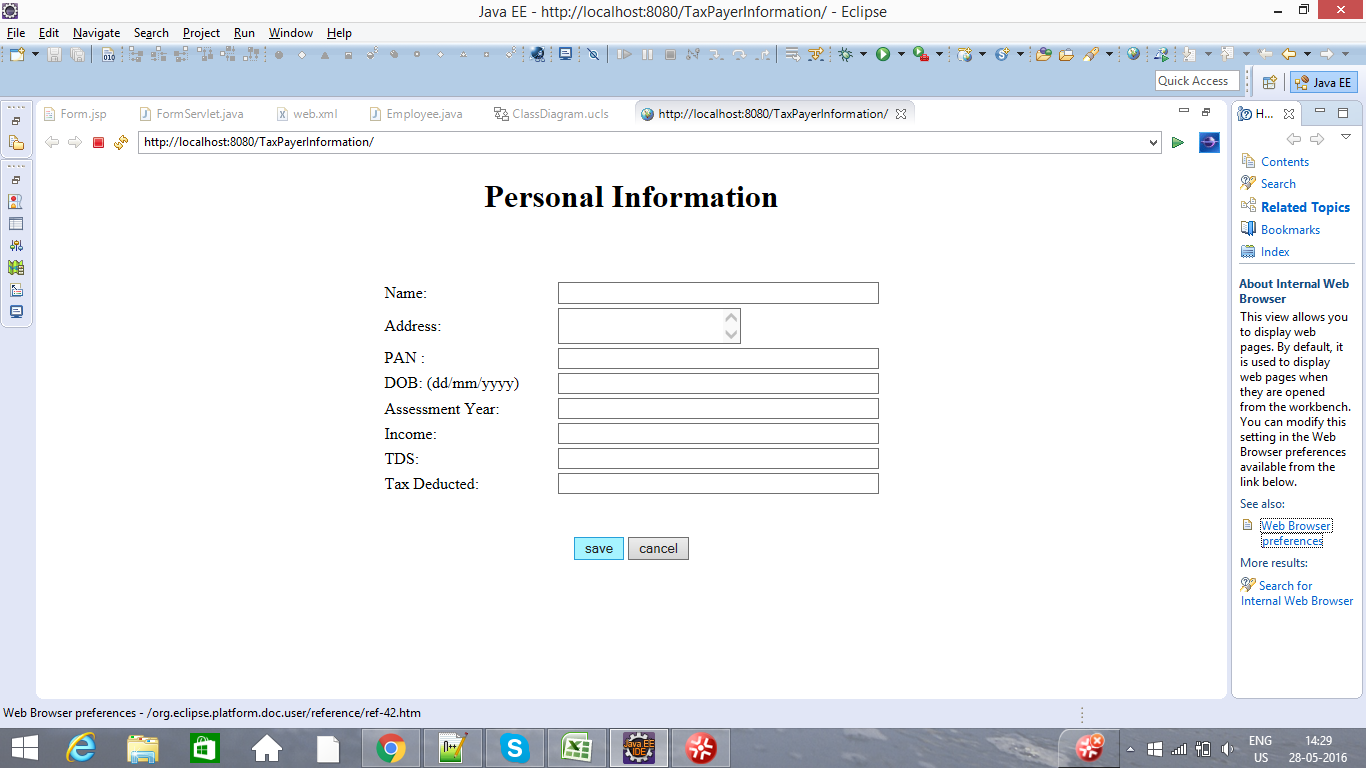 Java EE - http://localhost:8080/TaxPayerInformation/ - Eclipse
File Edit Navigate Search Project Run Window Help
010
Quick Access
Java EE
Form.jsp FormServlet.java web.xml Employee.java ClassDiagram.ucls http://localhost:8080/TaxPayerInformation/
H...
http://localhost:8080/TaxPayerInformation/
Personal Information
Name:
Address:
PAN :
DOB: (dd/mm/yyyy)
Assessment Year:
Income:
TDS:
Tax Deducted:
save cancel
Contents
Search
Related Topics
Bookmarks
Index
About Internal Web
Browser
This view allows you
to display web
pages. By default, it
is used to display
web pages when
they are opened
from the workbench.
You can modify this
setting in the Web
Browser preferences
available from the
link below.
See also:
Web Browser
preferences
More results:
Search for
Internal Web Browser
Web Browser preferences - /org.eclipse.platform.doc.user/reference/ref-42.htm
Java EE
IDE
ENG
US
14:29
28-05-2016